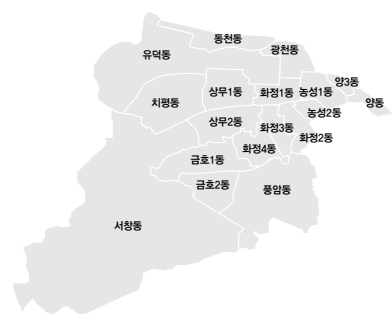 동천동
유덕동
광천동
양3동
치평동
상무1동
화정1동
농성1동
양동
농성2동
상무2동
화정3동
화정2동
화정4동
금호1동
금호2동
풍암동
서창동